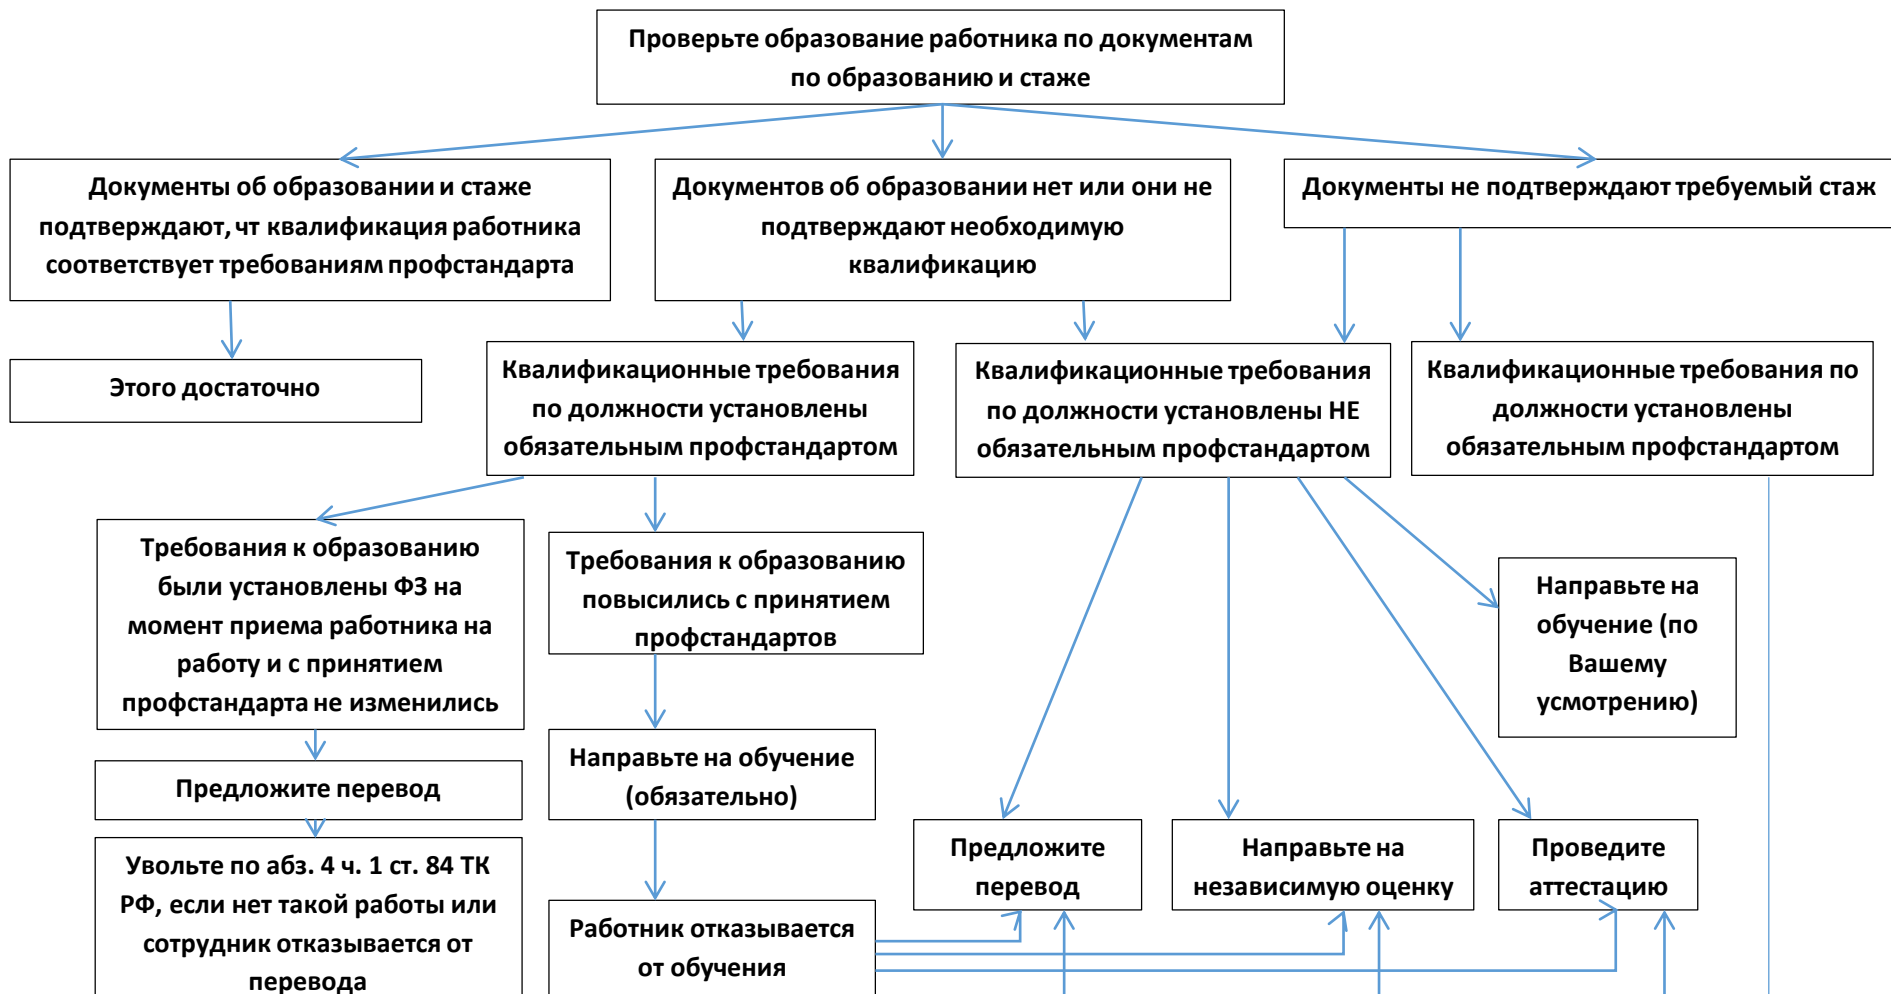 Проверьте образование работника по документам
по образованию и стаже
Документы об образовании и стаже
подтверждают, чт квалификация работника
соответствует требованиям профстандарта
Документов об образовании нет или они не
подтверждают необходимую
квалификацию
Документы не подтверждают требуемый стаж
Этого достаточно
Квалификационные требования
по должности установлены
обязательным профстандартом
Квалификационные требования
по должности установлены НЕ
обязательным профстандартом
Квалификационные требования по
должности установлены
обязательным профстандартом
Требования к образованию
были установлены ФЗ на
момент приема работника на
работу и с принятием
профстандарта не изменились
Требования к образованию
повысились с принятием
профстандартов
Направьте на
обучение (по
Вашему
усмотрению)
Предложите перевод
Направьте на обучение
(обязательно)
Увольте по абз. 4 ч. 1 ст. 84 ТК
РФ, если нет такой работы или
сотрудник отказывается от
перевода
Работник отказывается
от обучения
Предложите
перевод
Направьте на
независимую оценку
Проведите
аттестацию